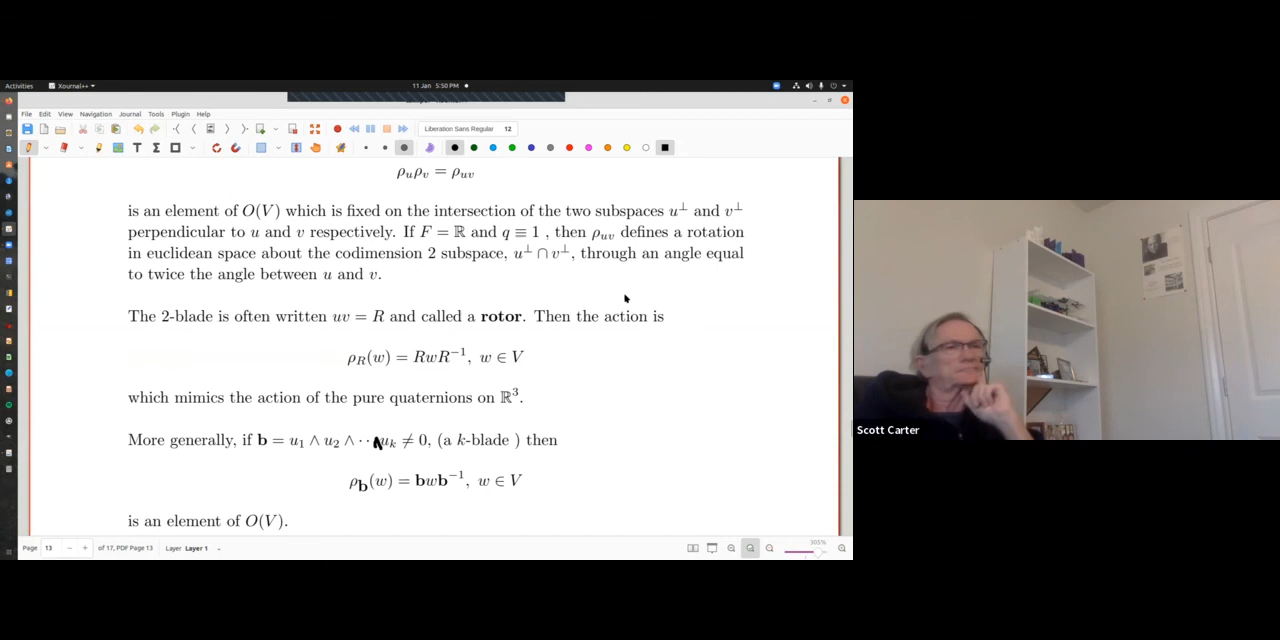 Activities Xournal++ 11 Jan 5:50 PM
File Edit View Navigation Journal Tools Plugin Help
Liberation Sans Regular 12
ρ_u ρ_v = ρ_{uv}
is an element of O(V) which is fixed on the intersection of the two subspaces u^⊥ and v^⊥
perpendicular to u and v respectively. If F = ℝ and q ≡ 1 , then ρ_{uv} defines a rotation
in euclidean space about the codimension 2 subspace, u^⊥ ∩ v^⊥, through an angle equal
to twice the angle between u and v.
The 2-blade is often written uv = R and called a rotor. Then the action is
ρ_R(w) = RwR^{-1}, w ∈ V
which mimics the action of the pure quaternions on ℝ^3.
More generally, if b = u_1 ∧ u_2 ∧ ··∧ u_k ≠ 0, (a k-blade ) then
ρ_b(w) = bwb^{-1}, w ∈ V
is an element of O(V).
Page 13 − + of 17, PDF Page 13 Layer Layer 1 305%
Scott Carter